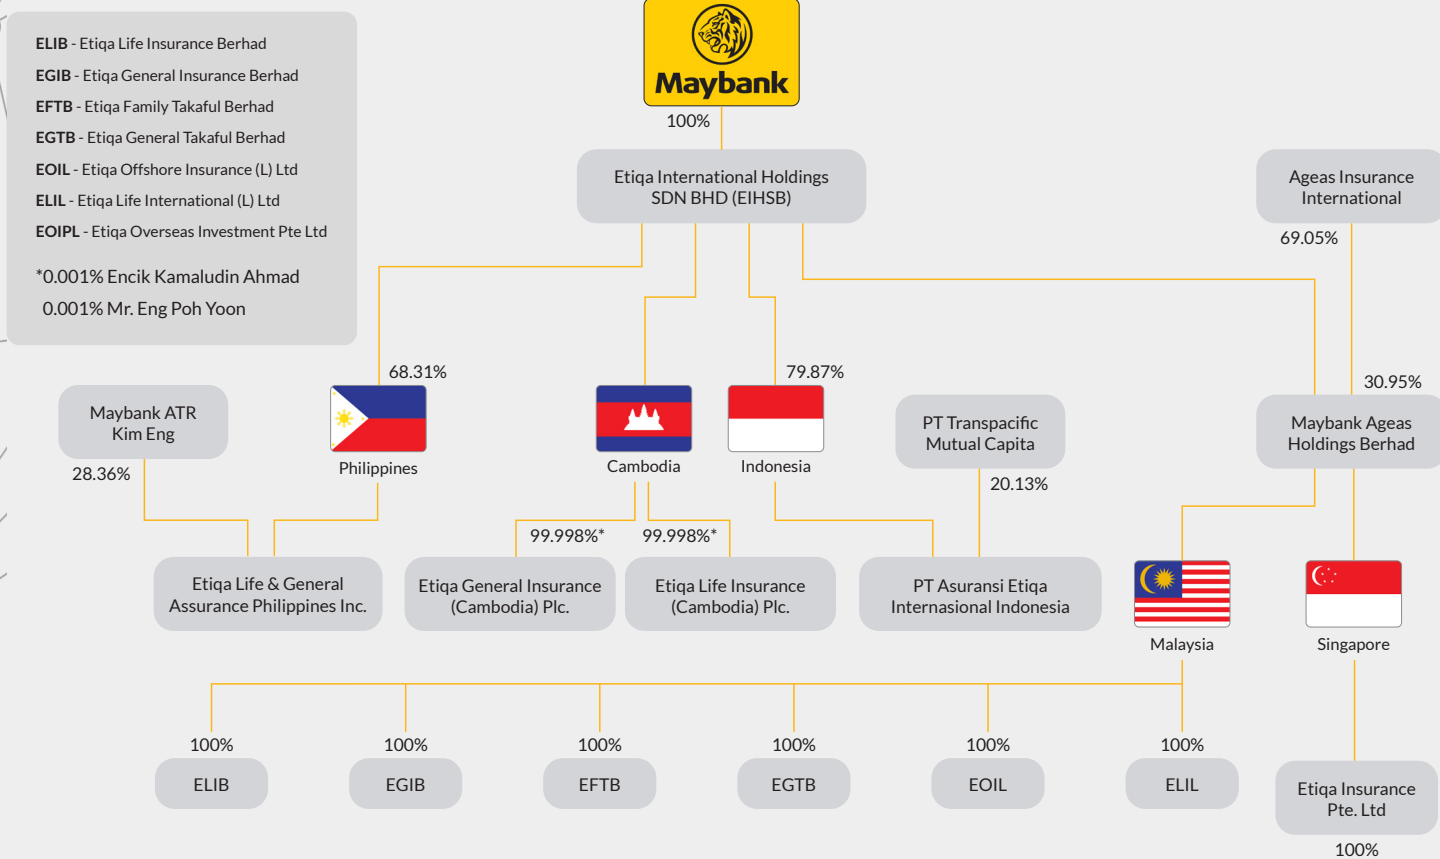 ELIB - Etiqa Life Insurance Berhad
EGIB - Etiqa General Insurance Berhad
EFTB - Etiqa Family Takaful Berhad
EGTB - Etiqa General Takaful Berhad
EOIL - Etiqa Offshore Insurance (L) Ltd
ELIL - Etiqa Life International (L) Ltd
EOIPL - Etiqa Overseas Investment Pte Ltd
*0.001% Encik Kamaludin Ahmad
0.001% Mr. Eng Poh Yoon
Maybank
100%
Etiqa International Holdings
SDN BHD (EIHSB)
Ageas Insurance
International
69.05%
68.31%
79.87%
30.95%
Maybank ATR
Kim Eng
28.36%
Philippines
Cambodia
Indonesia
PT Transpacific
Mutual Capita
20.13%
Maybank Ageas
Holdings Berhad
99.998%*
99.998%*
Etiqa Life & General
Assurance Philippines Inc.
Etiqa General Insurance
(Cambodia) Plc.
Etiqa Life Insurance
(Cambodia) Plc.
PT Asuransi Etiqa
Internasional Indonesia
Malaysia
Singapore
100%
100%
100%
100%
100%
100%
ELIB
EGIB
EFTB
EGTB
EOIL
ELIL
Etiqa Insurance
Pte. Ltd
100%